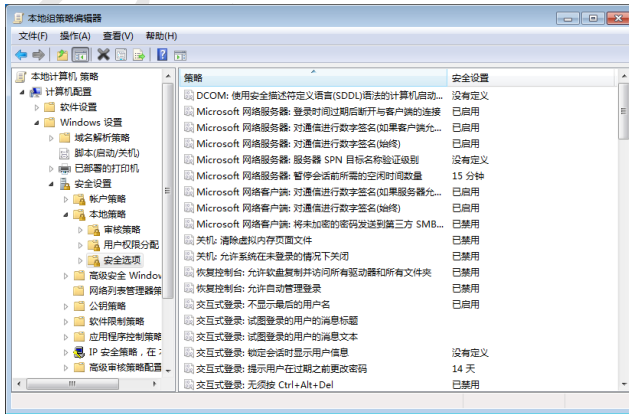 本地组策略编辑器
文件(F) 操作(A) 查看(V) 帮助(H)
本地计算机 策略
计算机配置
软件设置
Windows 设置
域名解析策略
脚本(启动/关机)
已部署的打印机
安全设置
帐户策略
本地策略
审核策略
用户权限分配
安全选项
高级安全 Window
网络列表管理器策
公钥策略
软件限制策略
应用程序控制策略
IP 安全策略，在
高级审核策略配置
策略 安全设置
DCOM: 使用安全描述符定义语言(SDDL)语法的计算机启动... 没有定义
Microsoft 网络服务器: 登录时间过期后断开与客户端的连接 已启用
Microsoft 网络服务器: 对通信进行数字签名(如果客户端允... 已启用
Microsoft 网络服务器: 对通信进行数字签名(始终) 已启用
Microsoft 网络服务器: 服务器 SPN 目标名称验证级别 没有定义
Microsoft 网络服务器: 暂停会话前所需的空闲时间数量 15 分钟
Microsoft 网络客户端: 对通信进行数字签名(如果服务器允... 已启用
Microsoft 网络客户端: 对通信进行数字签名(始终) 已启用
Microsoft 网络客户端: 将未加密的密码发送到第三方 SMB... 已禁用
关机: 清除虚拟内存页面文件 已禁用
关机: 允许系统在未登录的情况下关闭 已禁用
恢复控制台: 允许软盘复制并访问所有驱动器和所有文件夹 已禁用
恢复控制台: 允许自动管理登录 已禁用
交互式登录: 不显示最后的用户名 已启用
交互式登录: 试图登录的用户的消息标题
交互式登录: 试图登录的用户的消息文本
交互式登录: 锁定会话时显示用户信息 没有定义
交互式登录: 提示用户在过期之前更改密码 14 天
交互式登录: 无须按 Ctrl+Alt+Del 已禁用